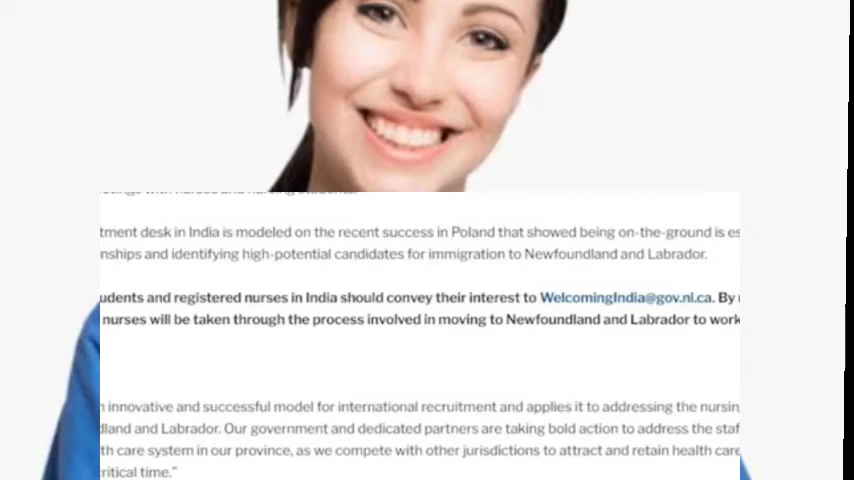 tment desk in India is modeled on the recent success in Poland that showed being on-the-ground is es
nships and identifying high-potential candidates for immigration to Newfoundland and Labrador.
udents and registered nurses in India should convey their interest to WelcomingIndia@gov.nl.ca. By
nurses will be taken through the process involved in moving to Newfoundland and Labrador to work
innovative and successful model for international recruitment and applies it to addressing the nursin
dland and Labrador. Our government and dedicated partners are taking bold action to address the staf
th care system in our province, as we compete with other jurisdictions to attract and retain health care
critical time."